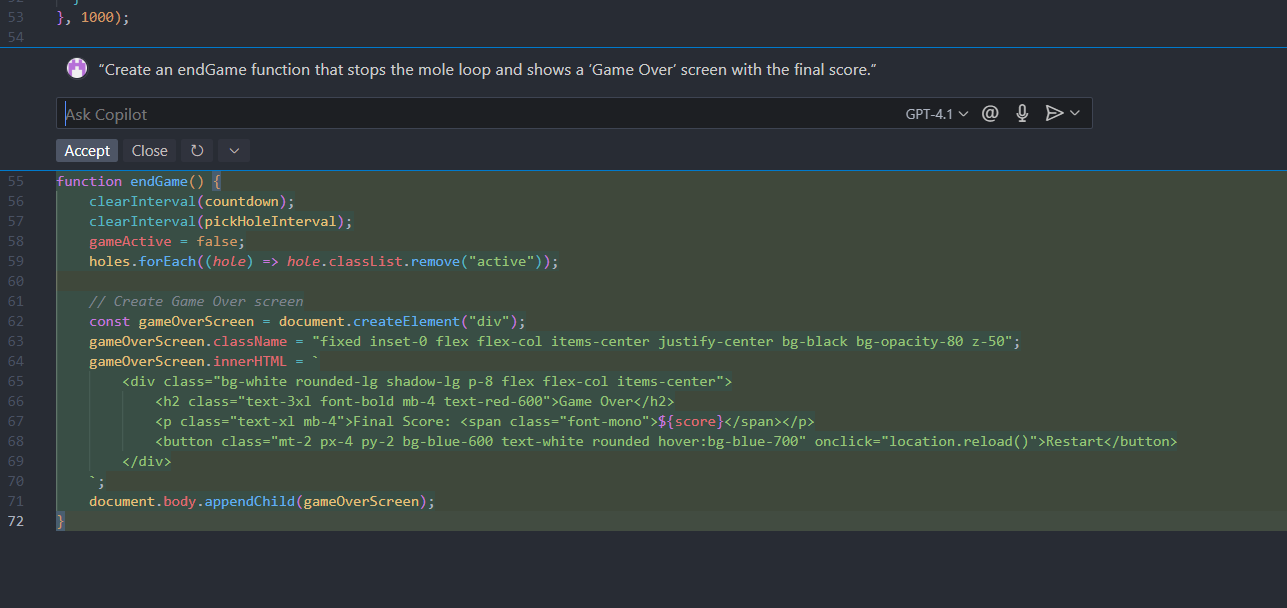 53 }, 1000);
54
“Create an endGame function that stops the mole loop and shows a ‘Game Over’ screen with the final score.”
Ask Copilot GPT-4.1 @
Accept Close
55 function endGame() {
56     clearInterval(countdown);
57     clearInterval(pickHoleInterval);
58     gameActive = false;
59     holes.forEach((hole) => hole.classList.remove("active"));
60
61     // Create Game Over screen
62     const gameOverScreen = document.createElement("div");
63     gameOverScreen.className = "fixed inset-0 flex flex-col items-center justify-center bg-black bg-opacity-80 z-50";
64     gameOverScreen.innerHTML = `
65         <div class="bg-white rounded-lg shadow-lg p-8 flex flex-col items-center">
66             <h2 class="text-3xl font-bold mb-4 text-red-600">Game Over</h2>
67             <p class="text-xl mb-4">Final Score: <span class="font-mono">${score}</span></p>
68             <button class="mt-2 px-4 py-2 bg-blue-600 text-white rounded hover:bg-blue-700" onclick="location.reload()">Restart</button>
69         </div>
70     `;
71     document.body.appendChild(gameOverScreen);
72 }